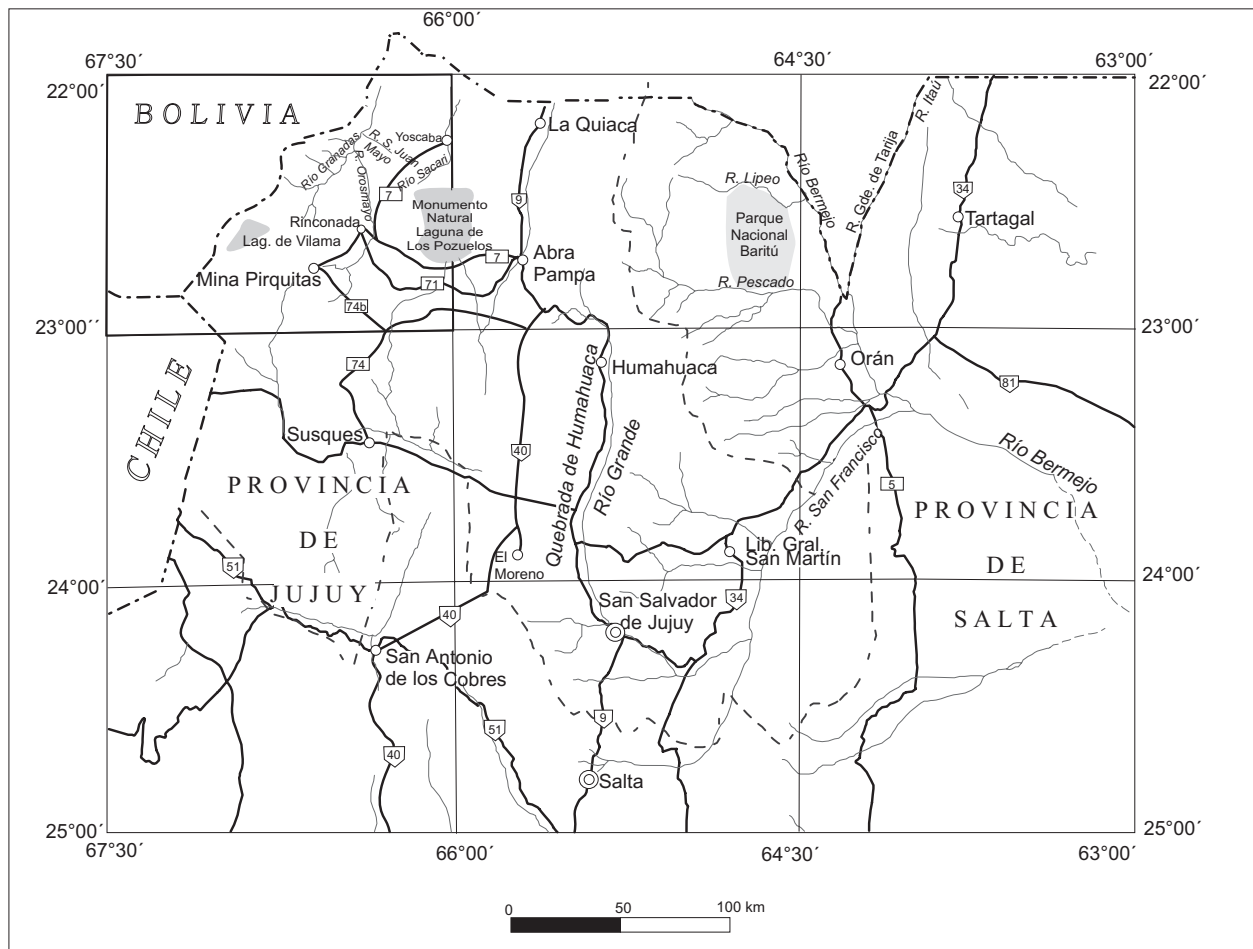 66°00´
67°30´
64°30´
63°00´
22°00´
22°00´
BOLIVIA
La Quiaca
Yoscaba
R. S. Juan
Mayo
Río Granadas
R. Orosmayo
Río Sacari
7
9
R. Itaú
R. Gde. de Tarija
Río Bermejo
R. Lipeo
34
Tartagal
Monumento
Natural
Laguna de
Los Pozuelos
Parque
Nacional
Baritú
Rinconada
Lag. de Vilama
Mina Pirquitas
7
Abra
Pampa
71
74b
R. Pescado
23°00´´
23°00´
74
Humahuaca
Orán
81
CHILE
Quebrada de Humahuaca
Río Grande
Susques
40
R. San Francisco
Río Bermejo
5
PROVINCIA
DE
JUJUY
PROVINCIA
DE
SALTA
El
Moreno
Lib. Gral.
San Martín
51
24°00´
24°00´
34
San Salvador
de Jujuy
40
San Antonio
de los Cobres
51
9
40
Salta
25°00´
25°00´
67°30´
66°00´
64°30´
63°00´
0
50
100 km